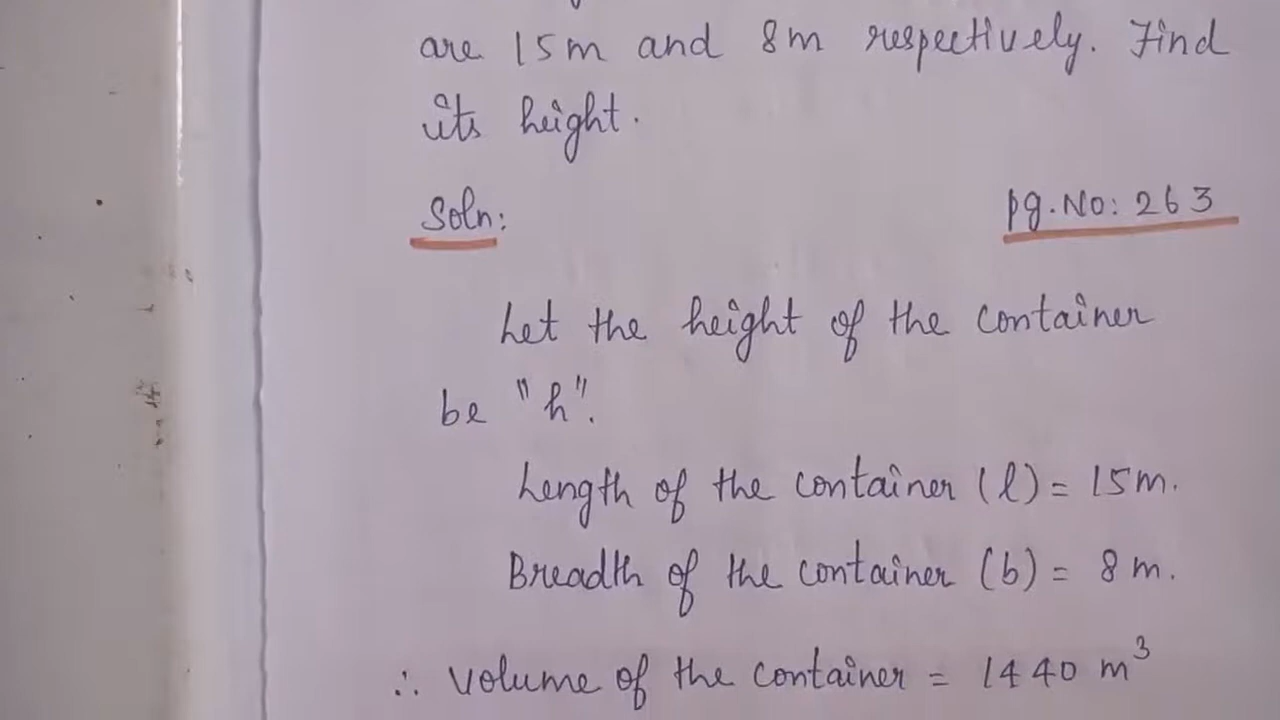 are 15m and 8m respectively. Find
its height.
Soln:
pg.No: 263
Let the height of the container
be "h".
Length of the container (l) = 15m.
Breadth of the container (b) = 8 m.
∴ volume of the container = 1440 m³